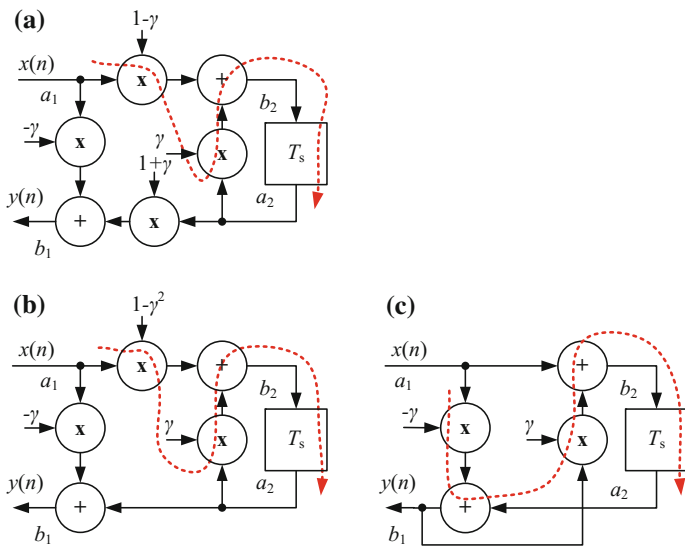 (a)
1-γ
x(n)
x
+
a₁
b₂
-γ
x
γ
x
Tₛ
1+γ
y(n)
+
x
a₂
b₁
(b)
1-γ²
x(n)
x
+
a₁
b₂
-γ
x
γ
x
Tₛ
y(n)
+
a₂
b₁
(c)
x(n)
+
a₁
b₂
-γ
x
γ
x
Tₛ
y(n)
+
a₂
b₁